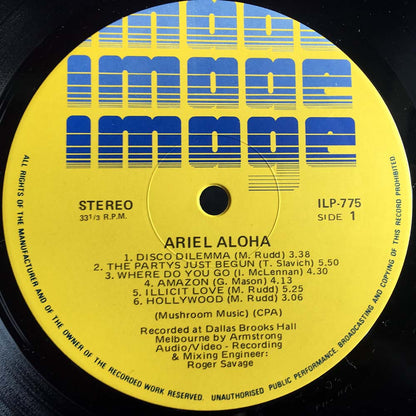 image
image
image
STEREO
33 1/3 R.P.M.
ILP-775
SIDE 1
ARIEL ALOHA
1. DISCO DILEMMA (M. RUDD) 3.38
2. THE PARTYS JUST BEGUN (T. Slavich) 5.50
3. WHERE DO YOU GO (I. McLENNAN) 4.30
4. AMAZON (G. Mason) 4.13
5. ILLICIT LOVE (M. Rudd) 5.25
6. HOLLYWOOD (M. Rudd) 3.06
(Mushroom Music) (CPA)
Recorded at Dallas Brooks Hall
Melbourne by Armstrong
Audio/Video - Recording
& Mixing Engineer:
Roger Savage
ALL RIGHTS OF THE MANUFACTURER AND OF THE OWNER OF THE RECORDED WORK RESERVED. UNAUTHORISED PUBLIC PERFORMANCE, BROADCASTING AND COPYING OF THIS RECORD PROHIBITED.